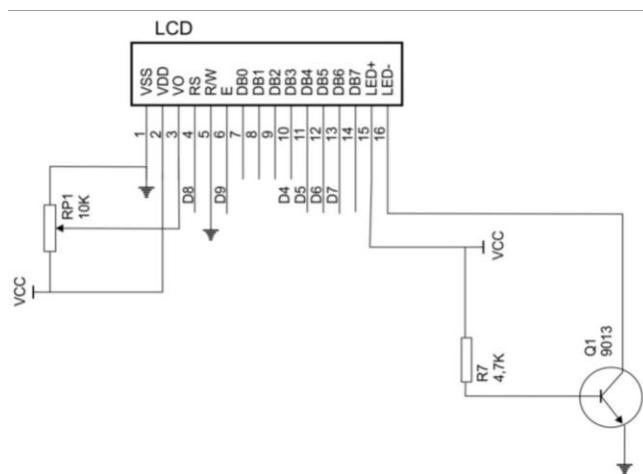 LCD
VSS
VDD
VO
RS
R/W
E
DB0
DB1
DB2
DB3
DB4
DB5
DB6
DB7
LED+
LED-
1
2
3
4
5
6
7
8
9
10
11
12
13
14
15
16
D8
D9
D4
D5
D6
D7
RP1
10K
VCC
VCC
R7
4,7K
Q1
9013